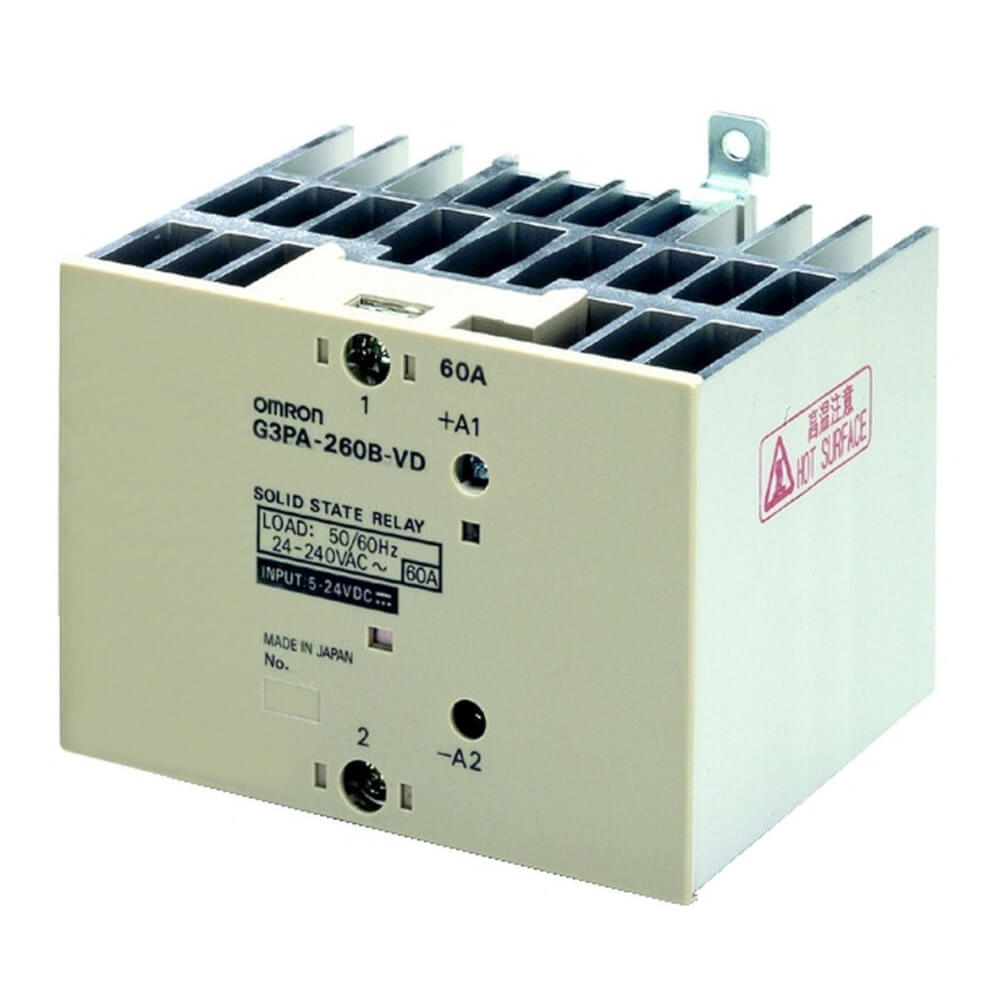 60A
1
+A1
OMRON
G3PA-260B-VD
SOLID STATE RELAY
LOAD: 50/60Hz
24-240VAC ~ 60A
INPUT:5-24VDC ⎓
MADE IN JAPAN
No.
2
-A2
高温注意
HOT SURFACE